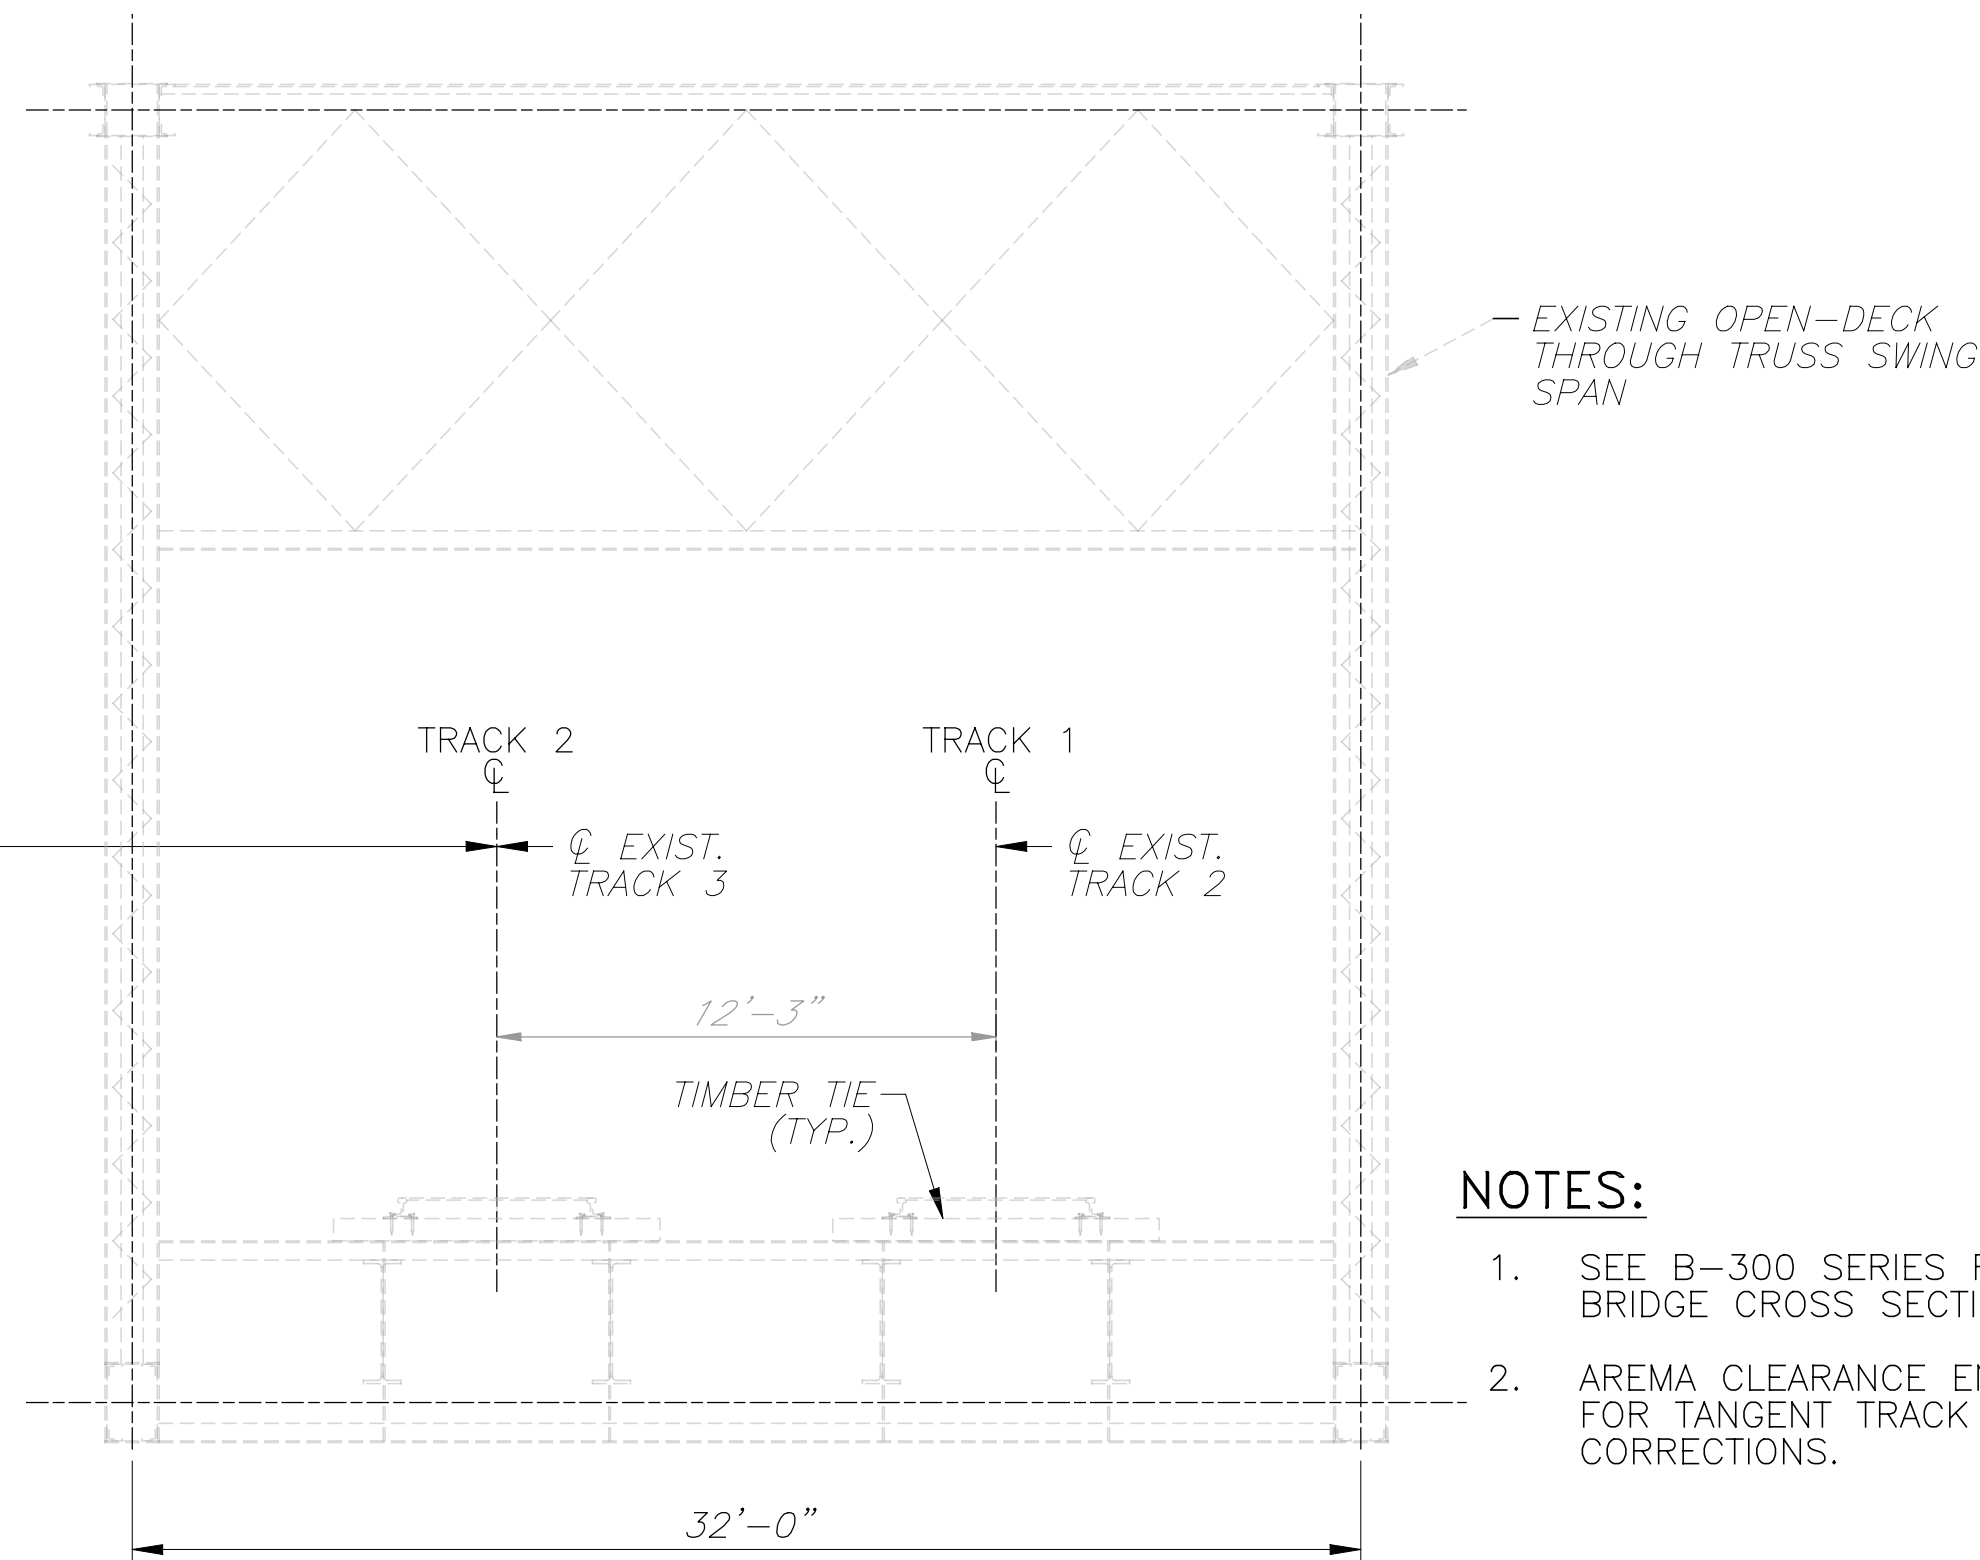 EXISTING OPEN-DECK
THROUGH TRUSS SWING
SPAN
TRACK 2
℄
TRACK 1
℄
℄ EXIST.
TRACK 3
℄ EXIST.
TRACK 2
12'-3"
TIMBER TIE
(TYP.)
NOTES:
1. SEE B-300 SERIES
BRIDGE CROSS
2. AREMA CLEARANCE
FOR TANGENT TRACK
CORRECTIONS.
32'-0"